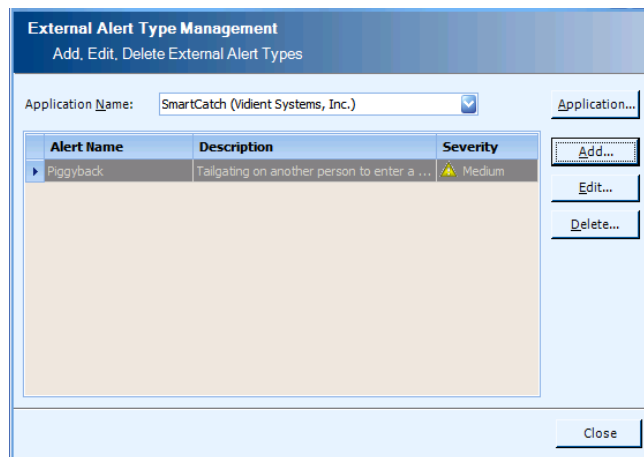 External Alert Type Management
Add, Edit, Delete External Alert Types
Application Name: SmartCatch (Vidient Systems, Inc.) Application...
Alert Name Description Severity Add...
Piggyback Tailgating on another person to enter a ... Medium
Edit...
Delete...
Close